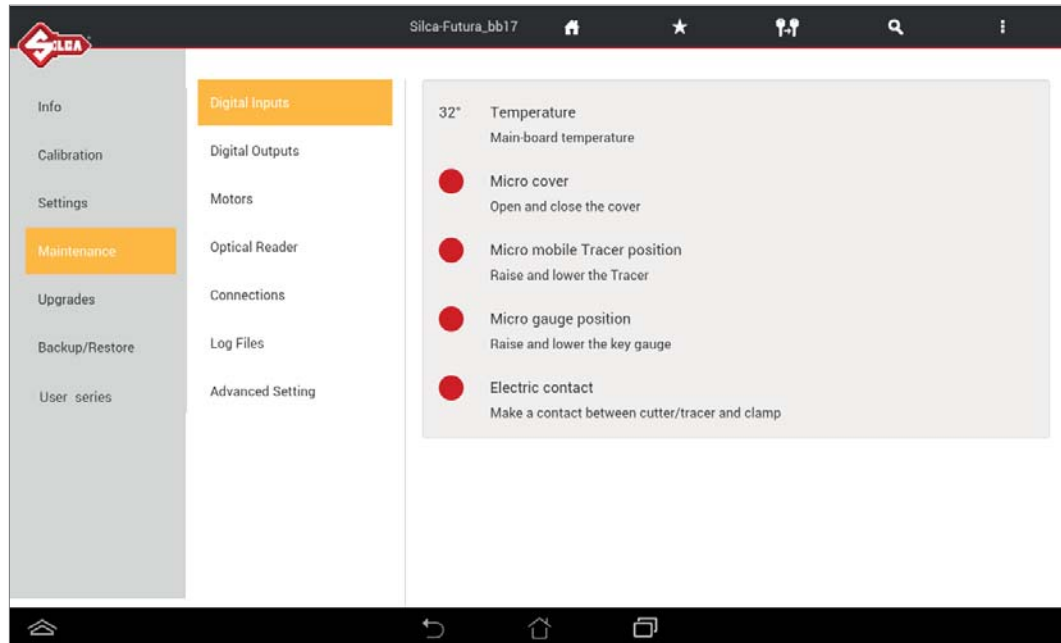 SILCA
Silca-Futura_bb17
Info
Calibration
Settings
Maintenance
Upgrades
Backup/Restore
User series
Digital Inputs
Digital Outputs
Motors
Optical Reader
Connections
Log Files
Advanced Setting
32° Temperature
Main-board temperature
Micro cover
Open and close the cover
Micro mobile Tracer position
Raise and lower the Tracer
Micro gauge position
Raise and lower the key gauge
Electric contact
Make a contact between cutter/tracer and clamp